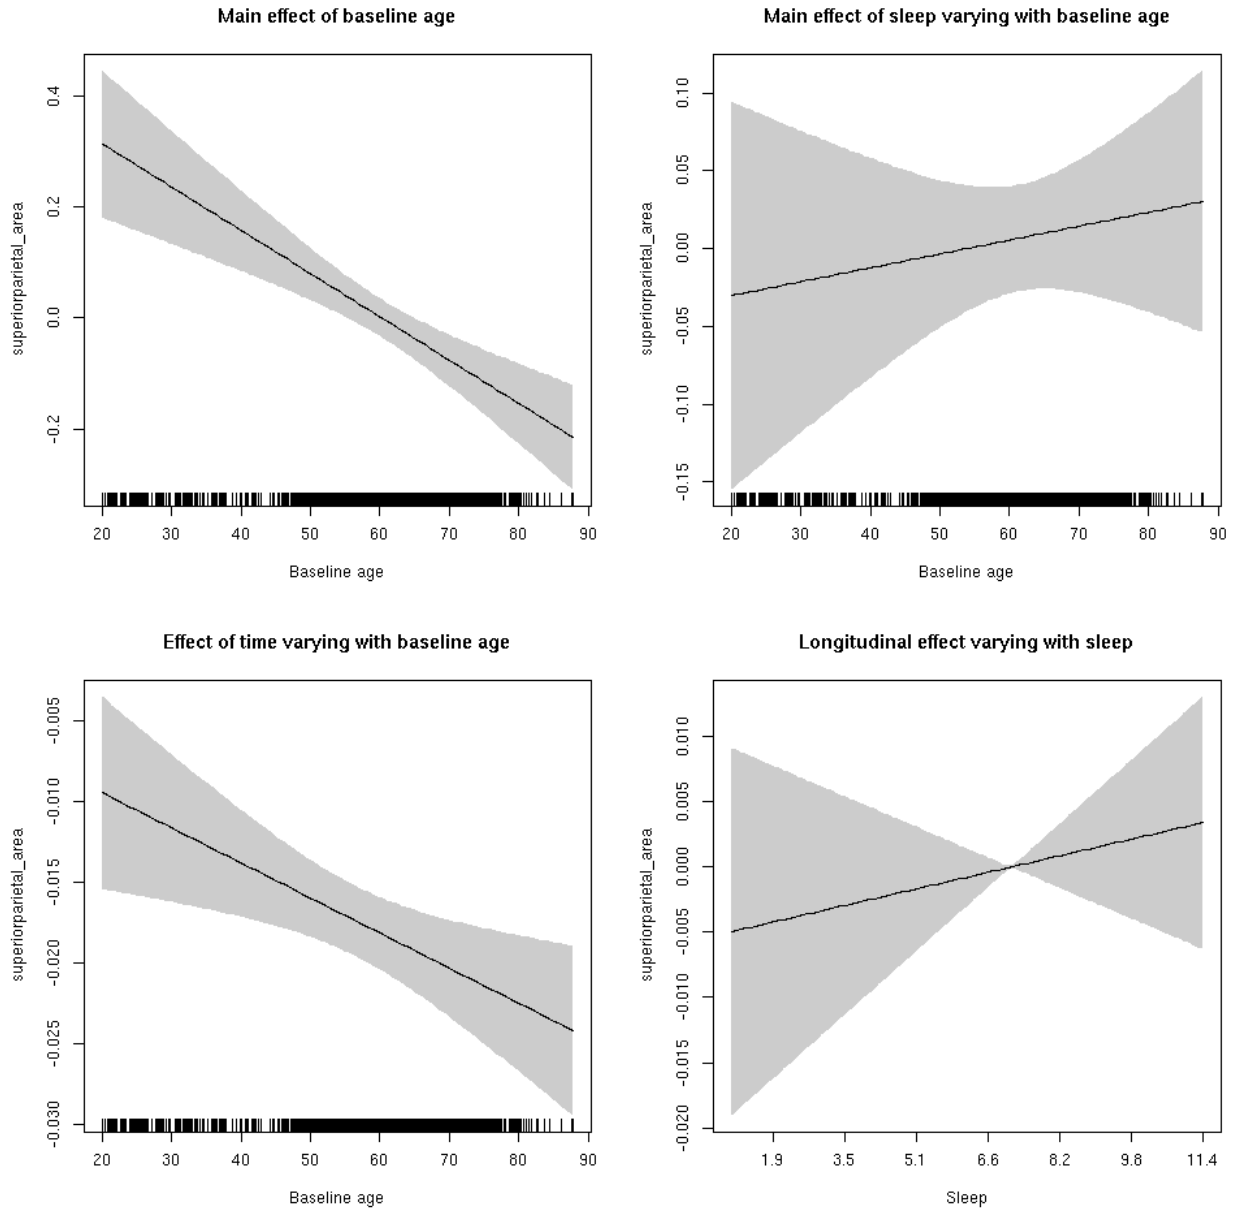 Main effect of baseline age
superiorparietal_area
0.4
0.2
0.0
-0.2
20 30 40 50 60 70 80 90
Baseline age
Main effect of sleep varying with baseline age
superiorparietal_area
0.10
0.05
0.00
-0.05
-0.10
-0.15
20 30 40 50 60 70 80 90
Baseline age
Effect of time varying with baseline age
superiorparietal_area
-0.005
-0.010
-0.015
-0.020
-0.025
-0.030
20 30 40 50 60 70 80 90
Baseline age
Longitudinal effect varying with sleep
superiorparietal_area
0.010
0.005
0.000
-0.005
-0.010
-0.015
-0.020
1.9 3.5 5.1 6.6 8.2 9.8 11.4
Sleep